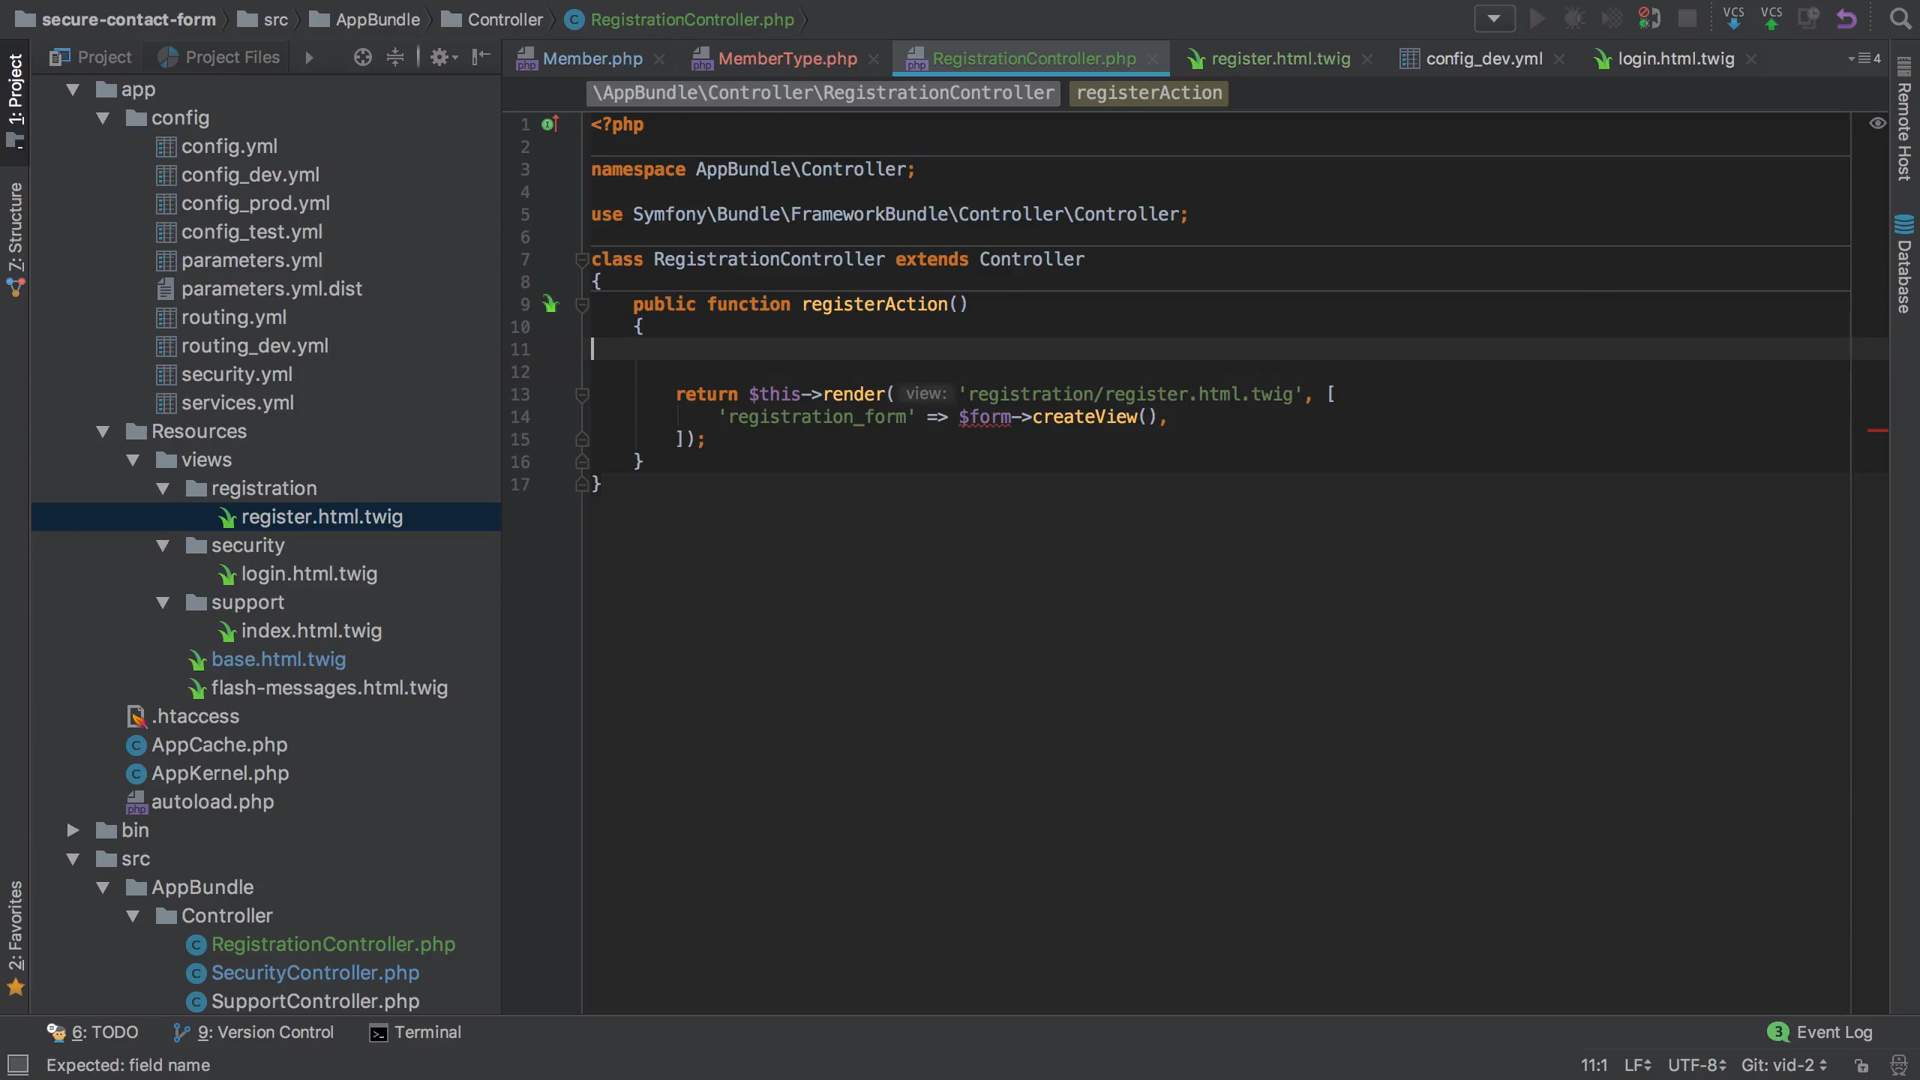 secure-contact-form src AppBundle Controller RegistrationController.php
VCS VCS
Project Project Files
Member.php MemberType.php RegistrationController.php register.html.twig config_dev.yml login.html.twig 4
\AppBundle\Controller\RegistrationController registerAction
1: Project
Z: Structure
2: Favorites
app
config
config.yml
config_dev.yml
config_prod.yml
config_test.yml
parameters.yml
parameters.yml.dist
routing.yml
routing_dev.yml
security.yml
services.yml
Resources
views
registration
register.html.twig
security
login.html.twig
support
index.html.twig
base.html.twig
flash-messages.html.twig
.htaccess
AppCache.php
AppKernel.php
autoload.php
bin
src
AppBundle
Controller
RegistrationController.php
SecurityController.php
SupportController.php
1 <?php
2
3 namespace AppBundle\Controller;
4
5 use Symfony\Bundle\FrameworkBundle\Controller\Controller;
6
7 class RegistrationController extends Controller
8 {
9 public function registerAction()
10 {
11
12
13 return $this->render( view: 'registration/register.html.twig', [
14 'registration_form' => $form->createView(),
15 ]);
16 }
17 }
Remote Host
Database
6: TODO 9: Version Control Terminal
3 Event Log
Expected: field name
11:1 LF UTF-8 Git: vid-2